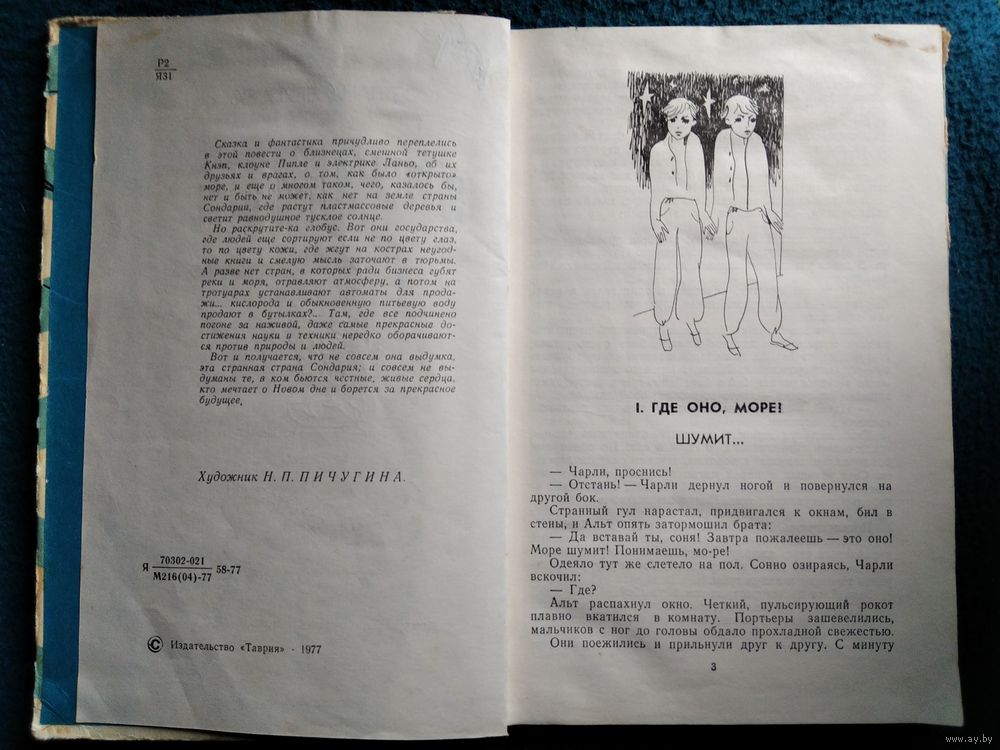 Р2
Я31
Сказка и фантастика причудливо переплелись
в этой повести о близнецах, смешной тетушке
Кнэп, клоуне Пипле и электрике Ланьо, об их
друзьях и врагах, о том, как было «открыто»
море, и еще о многом таком, чего, казалось бы,
нет и быть не может, как нет на земле страны
Сондарии, где растут пластмассовые деревья и
светит равнодушное тусклое солнце.
Но раскрутите-ка глобус. Вот они государства,
где людей еще сортируют если не по цвету глаз,
то по цвету кожи, где жгут на кострах неугод-
ные книги и смелую мысль заточают в тюрьмы.
А разве нет стран, в которых ради бизнеса губят
реки и моря, отравляют атмосферу, а потом на
тротуарах устанавливают автоматы для прода-
жи... кислорода и обыкновенную питьевую воду
продают в бутылках?.. Там, где все подчинено
погоне за наживой, даже самые прекрасные до-
стижения науки и техники нередко оборачивают-
ся против природы и людей.
Вот и получается, что не совсем она выдумка,
эта странная страна Сондария; и совсем не вы-
думаны те, в ком бьются честные, живые сердца,
кто мечтает о Новом дне и борется за прекрасное
будущее.
Художник Н. П. ПИЧУГИНА.
Я 70302-021 58-77
М216(04)-77
© Издательство «Таврия» · 1977
I. ГДЕ ОНО, МОРЕ!
ШУМИТ...
— Чарли, проснись!
— Отстань! — Чарли дернул ногой и повернулся на
другой бок.
Странный гул нарастал, придвигался к окнам, бил в
стены, и Альт опять затормошил брата:
— Да вставай ты, соня! Завтра пожалеешь — это оно!
Море шумит! Понимаешь, мо-ре!
Одеяло тут же слетело на пол. Сонно озираясь, Чарли
вскочил:
— Где?
Альт распахнул окно. Четкий, пульсирующий рокот
плавно вкатился в комнату. Портьеры зашевелились,
мальчиков с ног до головы обдало прохладной свежестью.
Они поежились и прильнули друг к другу. С минуту
3
www.ay.by